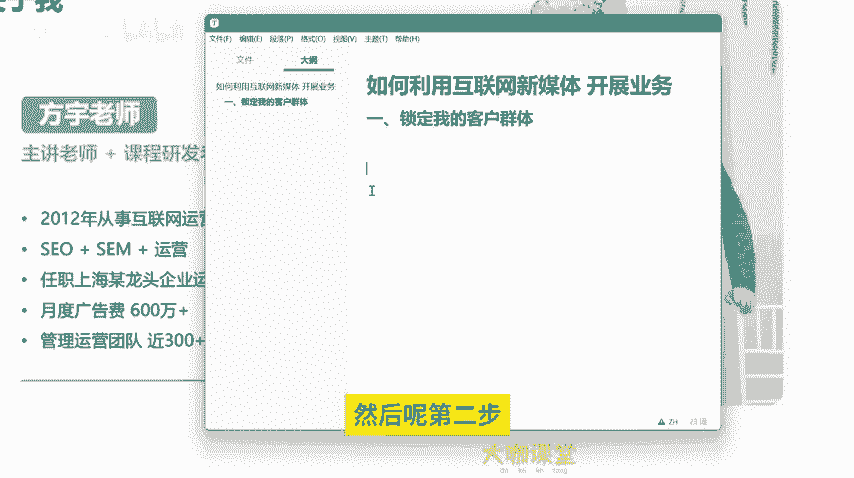 于我
方宇老师
主讲老师 + 课程研发
• 2012年从事互联网运营
• SEO + SEM + 运营
• 任职上海某龙头企业运
• 月度广告费 600万+
• 管理运营团队 近300+
文件(F) 编辑(E) 段落(P) 格式(O) 视图(V) 主题(T) 帮助(H)
文件 大纲
如何利用互联网新媒体 开展业务
一、锁定我的客户群体
如何利用互联网新媒体 开展业务
一、锁定我的客户群体
然后呢第二步
大咖课堂